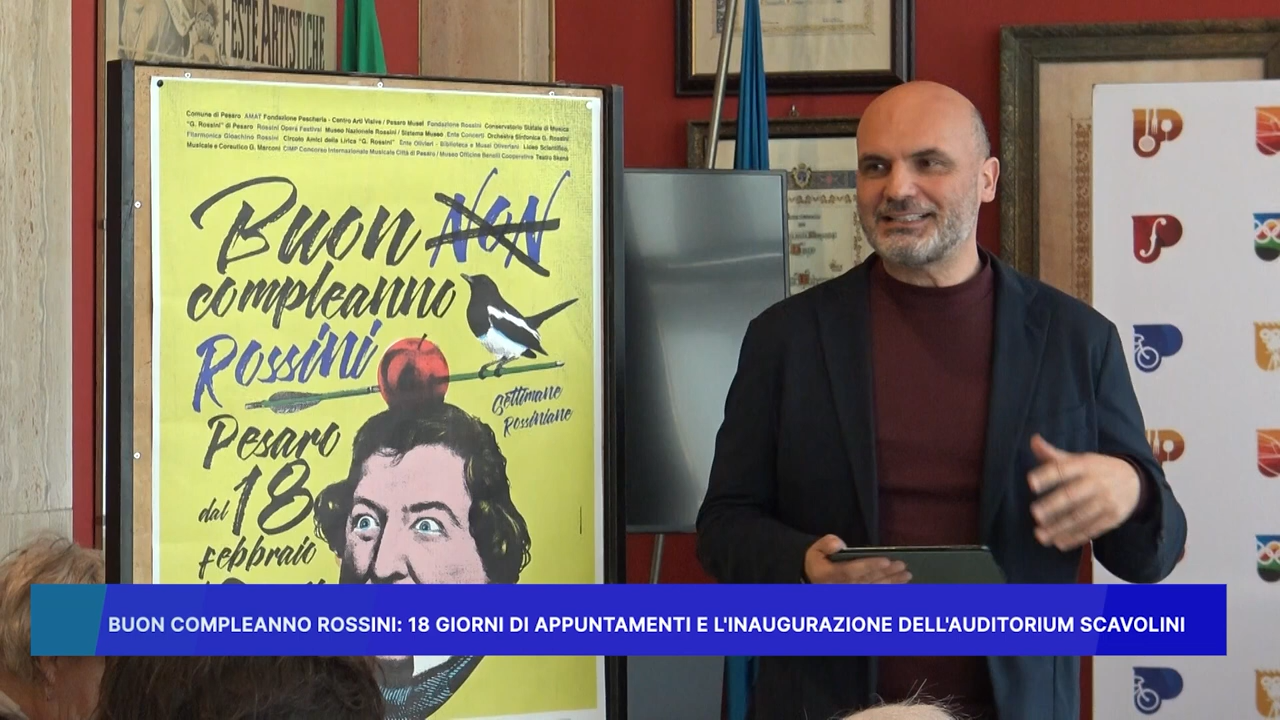 FESTE ARTISTICHE
Comune di Pesaro AMAT Fondazione Pescheria - Centro Arti Visive / Pesaro Musei Fondazione Rossini Conservatorio Statale di Musica
"G. Rossini" di Pesaro Rossini Opera Festival Museo Nazionale Rossini / Sistema Museo Ente Concerti Orchestra Sinfonica G. Rossini
Filarmonica Gioachino Rossini Circolo Amici della Lirica "G. Rossini" Ente Olivieri - Biblioteca e Musei Oliveriani Liceo Scientifico,
Musicale e Coreutico G. Marconi CIMP Concorso Internazionale Musicale Città di Pesaro / Museo Officine Benelli Cooperativa Teatro Skenè
Buon NON
compleanno
Rossini
Settimane
Rossiniane
Pesaro
dal 18
febbraio
BUON COMPLEANNO ROSSINI: 18 GIORNI DI APPUNTAMENTI E L'INAUGURAZIONE DELL'AUDITORIUM SCAVOLINI